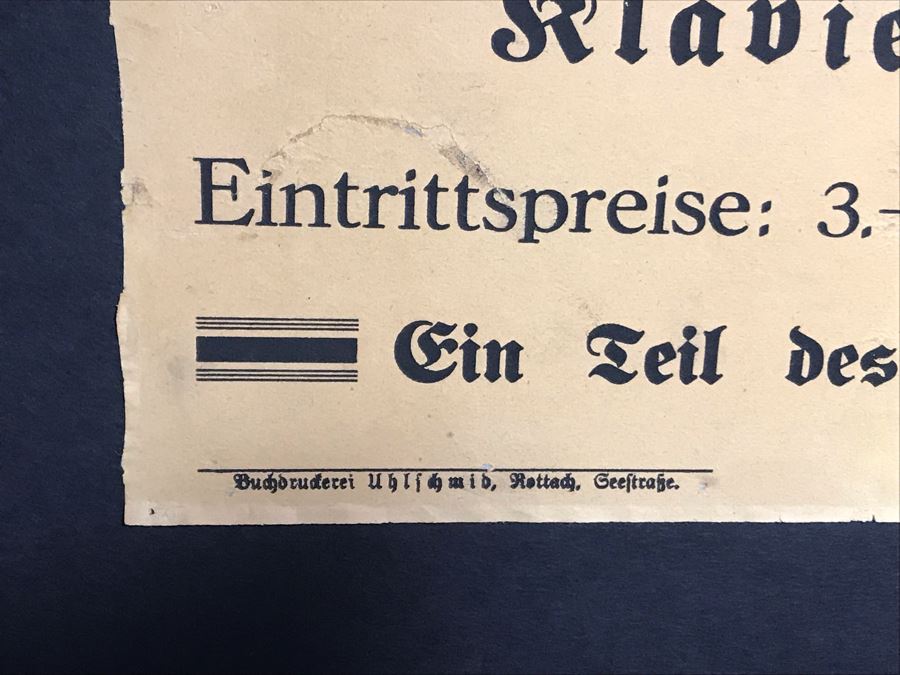 Klavie
Eintrittspreise: 3.–
Ein Teil des
Buchdruckerei Uhlschmid, Rottach, Seestraße.